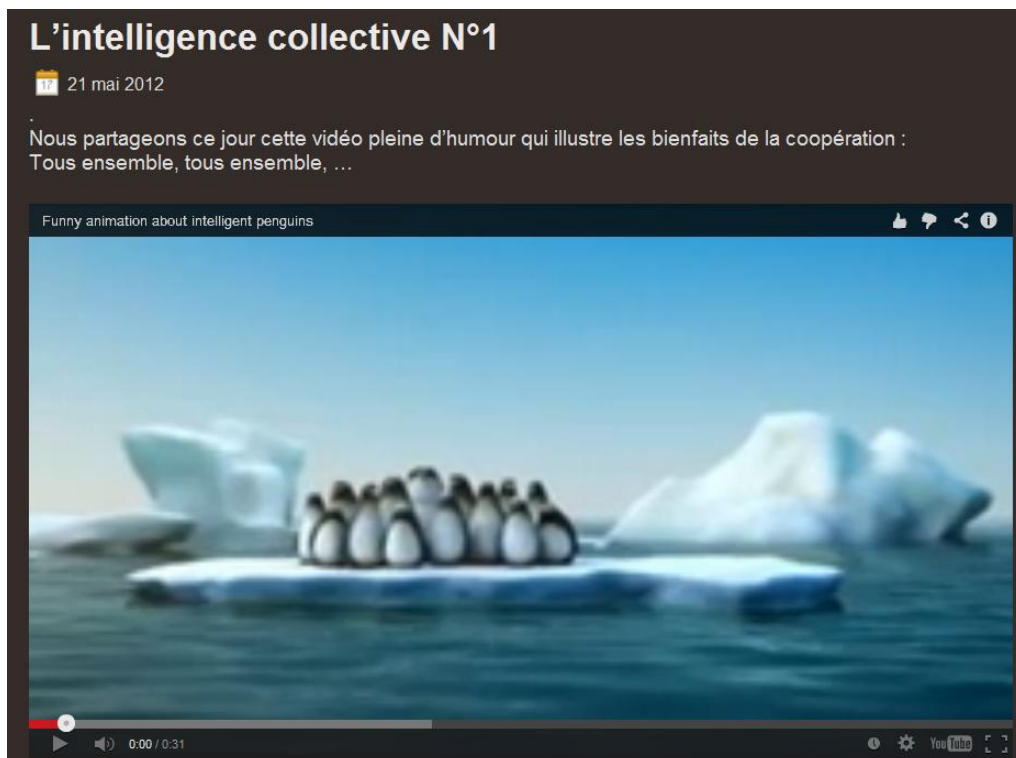 L'intelligence collective N°1
17
21 mai 2012
.
Nous partageons ce jour cette vidéo pleine d'humour qui illustre les bienfaits de la coopération :
Tous ensemble, tous ensemble, …
Funny animation about intelligent penguins
0:00 / 0:31
YouTube